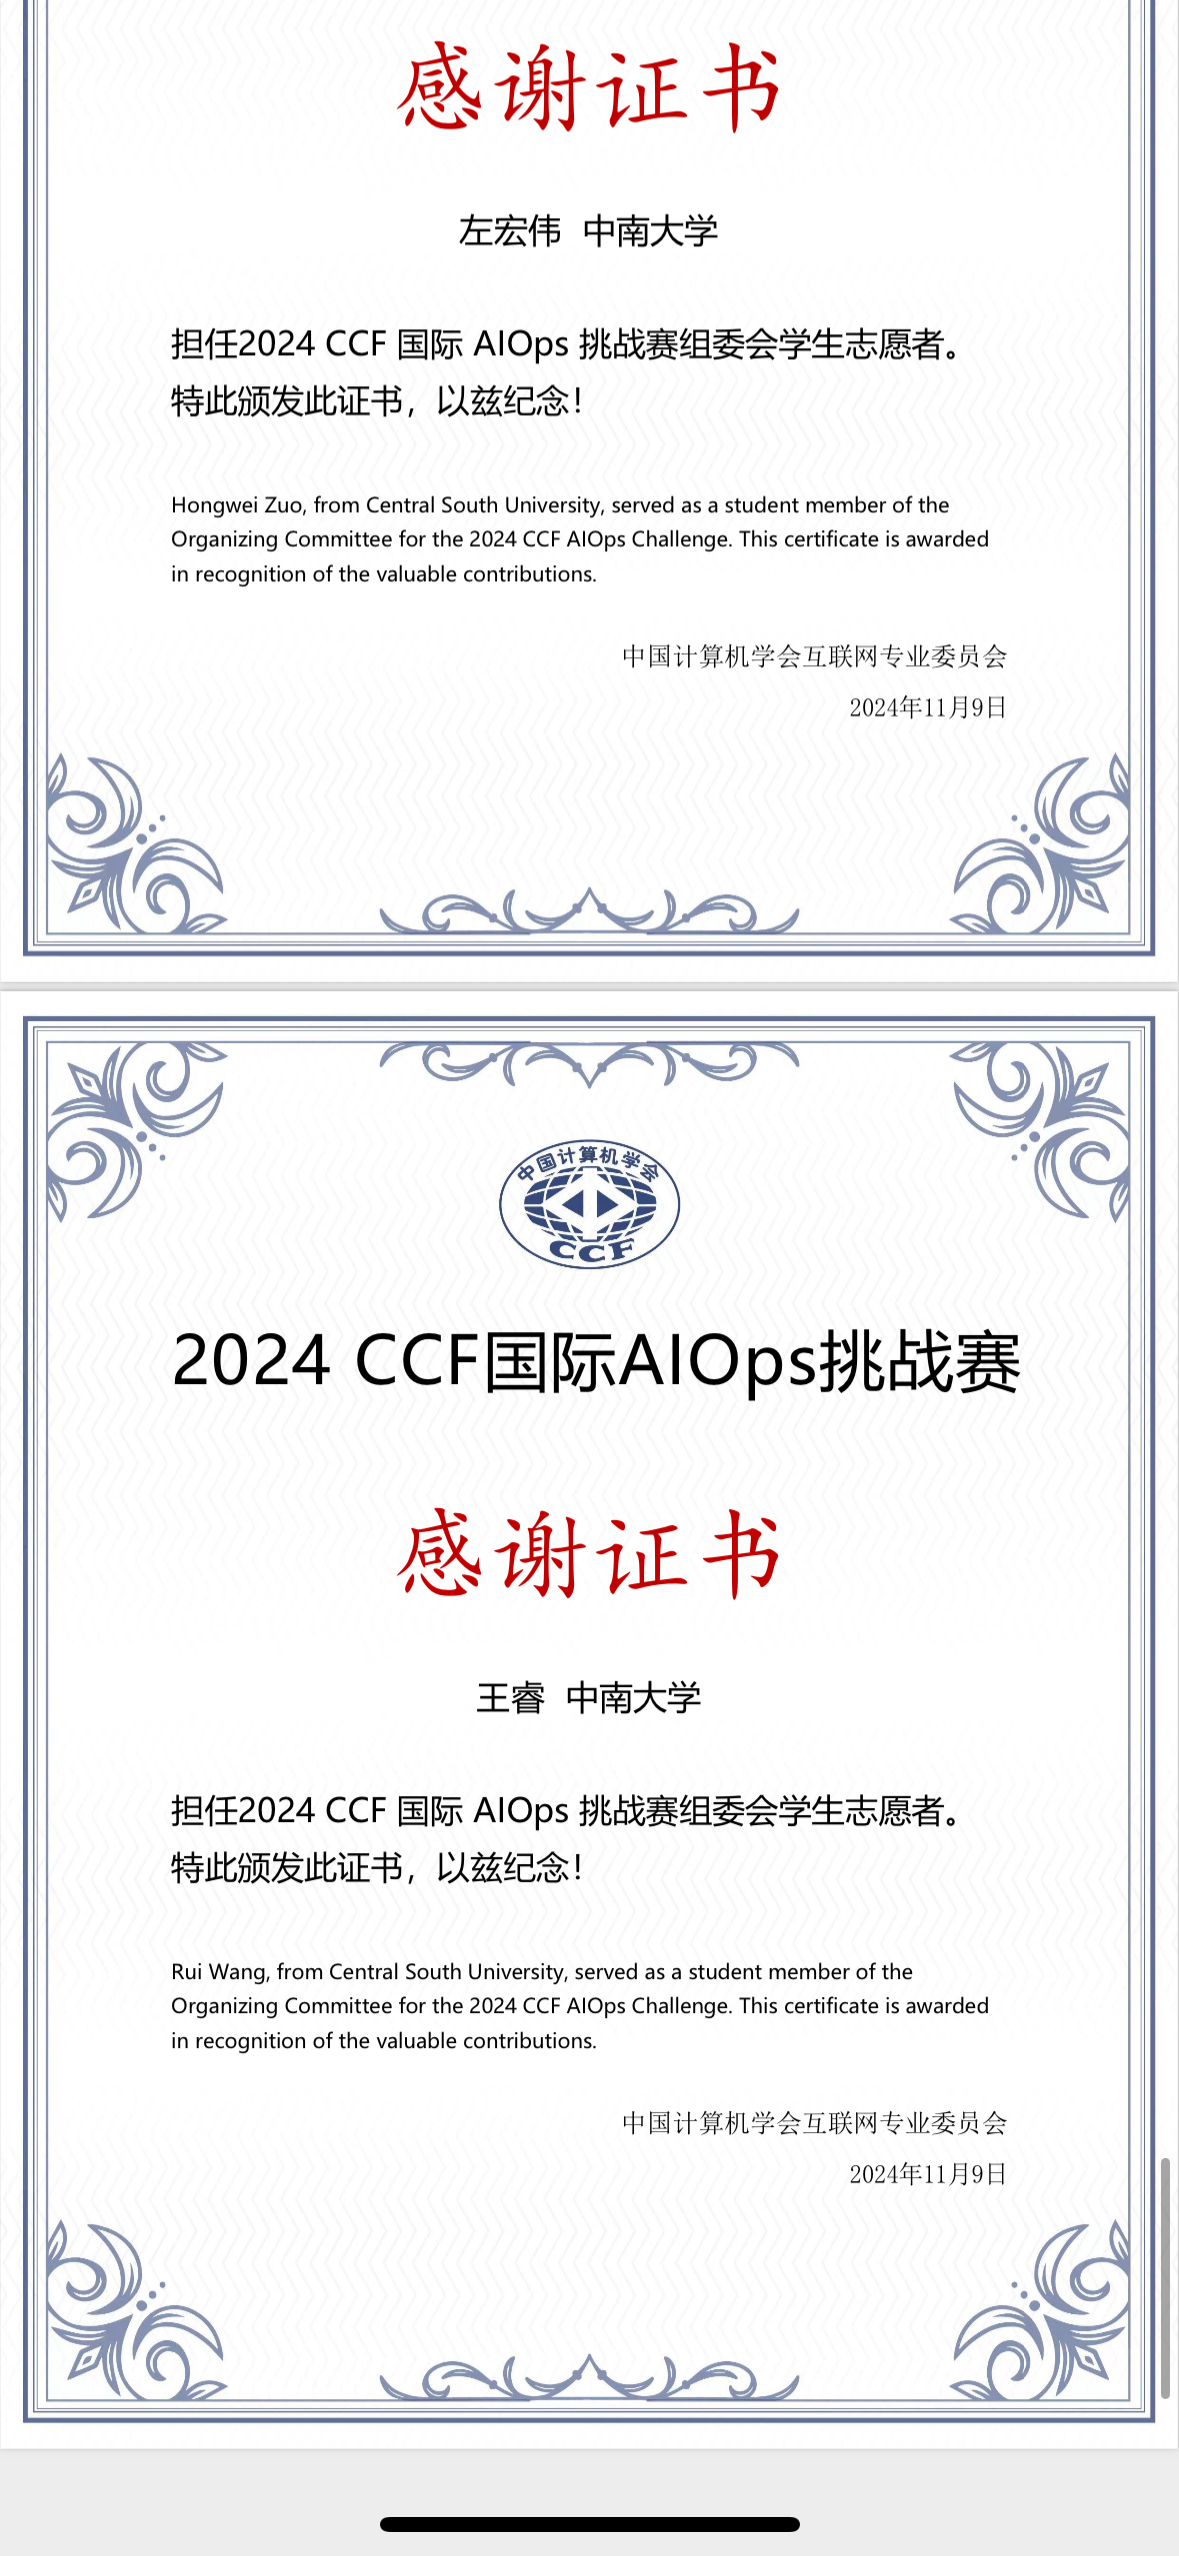 感谢证书
左宏伟 中南大学
担任2024 CCF 国际 AIOps 挑战赛组委会学生志愿者。
特此颁发此证书，以兹纪念！
Hongwei Zuo, from Central South University, served as a student member of the
Organizing Committee for the 2024 CCF AIOps Challenge. This certificate is awarded
in recognition of the valuable contributions.
中国计算机学会互联网专业委员会
2024年11月9日
中国计算机学会
CCF
2024 CCF国际AIOps挑战赛
感谢证书
王睿 中南大学
担任2024 CCF 国际 AIOps 挑战赛组委会学生志愿者。
特此颁发此证书，以兹纪念！
Rui Wang, from Central South University, served as a student member of the
Organizing Committee for the 2024 CCF AIOps Challenge. This certificate is awarded
in recognition of the valuable contributions.
中国计算机学会互联网专业委员会
2024年11月9日